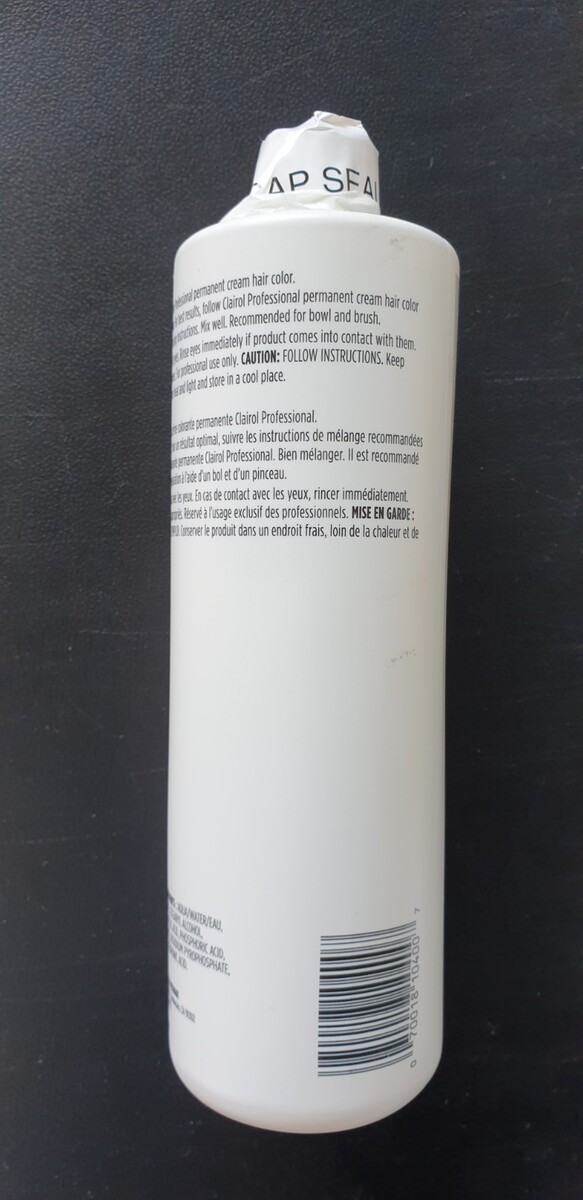 AP SEAL
permanent cream hair color.
results, follow Clairol Professional permanent cream hair color
instructions. Mix well. Recommended for bowl and brush.
Rinse eyes immediately if product comes into contact with them.
For professional use only. CAUTION: FOLLOW INSTRUCTIONS. Keep
and light and store in a cool place.
colorante permanente Clairol Professional.
un résultat optimal, suivre les instructions de mélange recommandées
permanente Clairol Professional. Bien mélanger. Il est recommandé
à l'aide d'un bol et d'un pinceau.
les yeux. En cas de contact avec les yeux, rincer immédiatement.
Réservé à l'usage exclusif des professionnels. MISE EN GARDE :
Conserver le produit dans un endroit frais, loin de la chaleur et de
AQUA/WATER/EAU,
ALCOHOL,
PHOSPHORIC ACID,
PYROPHOSPHATE,
ACID.
0 70018 10400 7